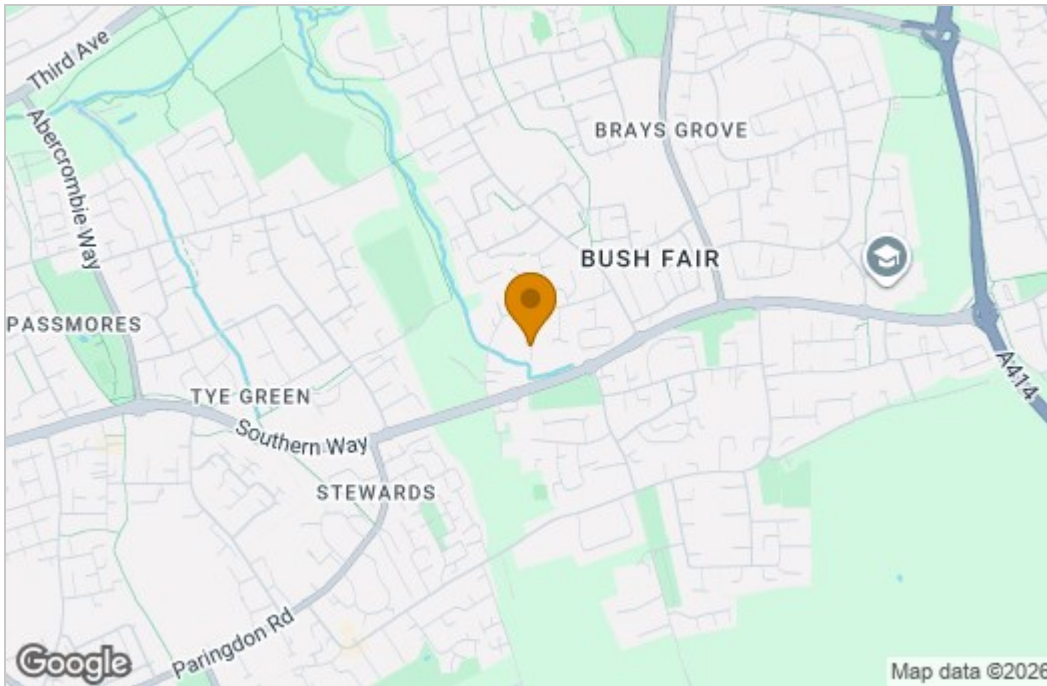 Third Ave
Abercrombie Way
BRAYS GROVE
BUSH FAIR
PASSMORES
TYE GREEN
Southern Way
A414
STEWARDS
Paringdon Rd
Google
Map data ©2026